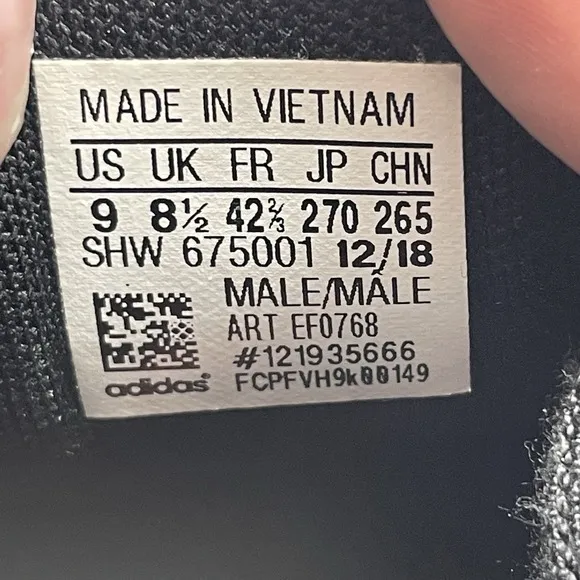 MADE IN VIETNAM
US UK FR JP CHN
9 8½ 42⅔ 270 265
SHW 675001 12/18
MALE/MÂLE
ART EF0768
#121935666
adidas® FCPFVH9k00149